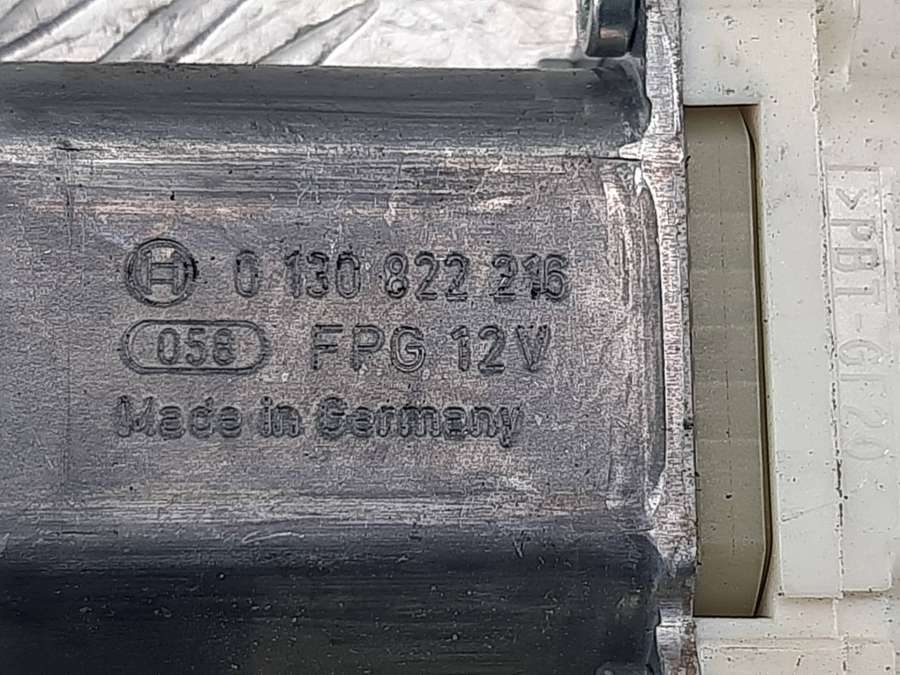 0 130 822 216
058 FPG 12V
Made in Germany
>PBT-GF20